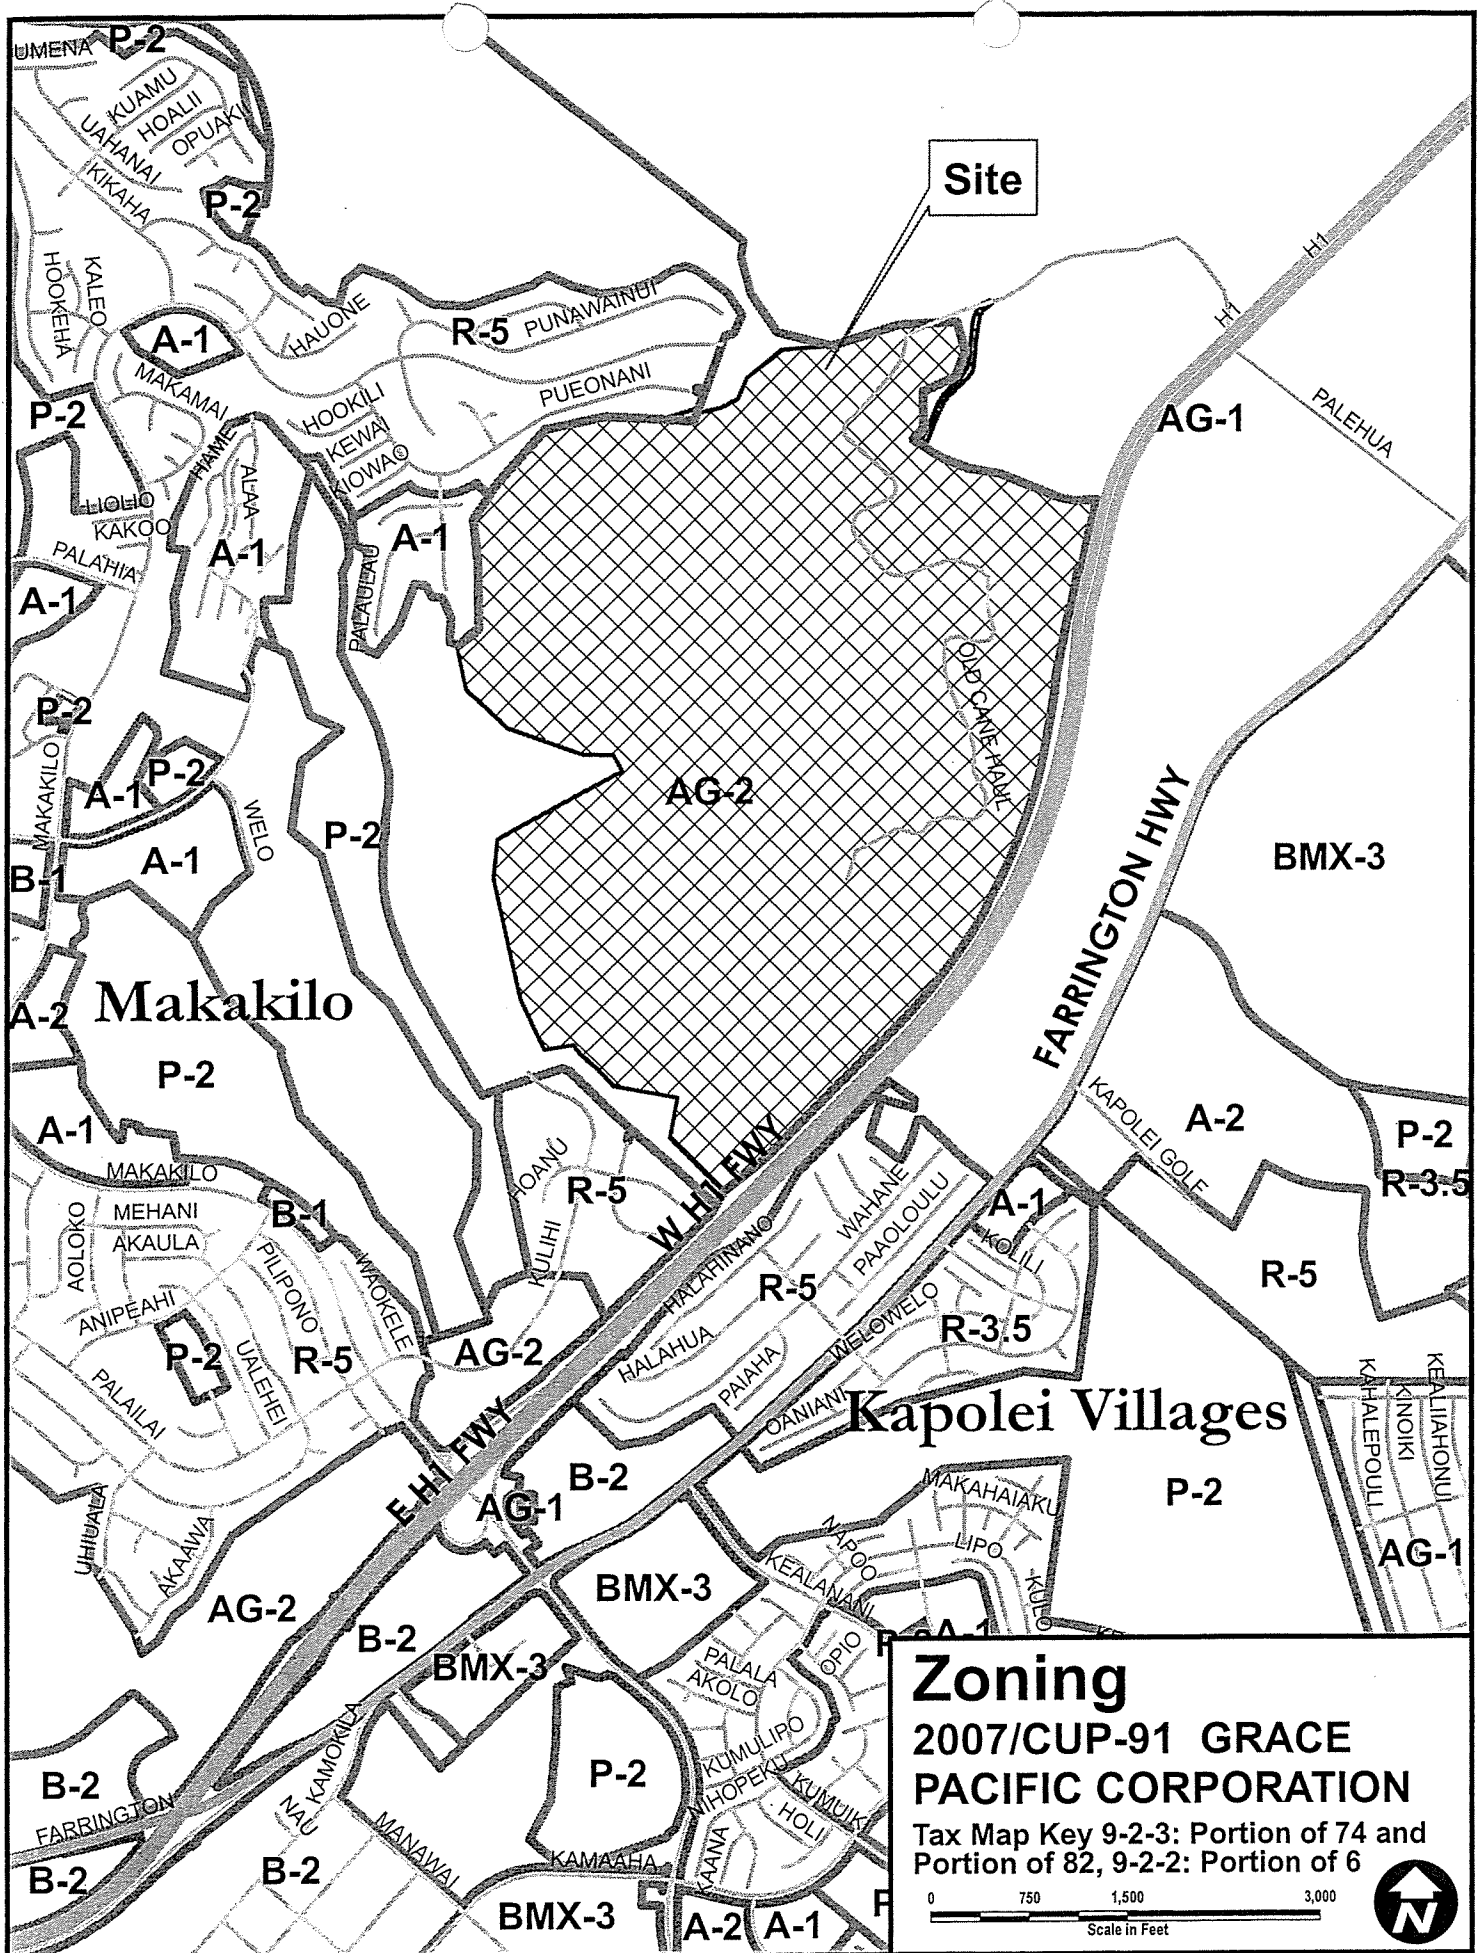 UMENA
P-2
KUAMU
HOALII
OPUAKU
UAHANAI
KIKAHA
P-2
Site
H1
H1
HOOKEHA
KALEO
A-1
HAUONE
R-5
PUNAWAINUI
PUEONANI
MAKAMAI
HOOKILI
KEWAI
KIOWAO
P-2
HAME
ALAA
AG-1
PALEHUA
LIOLIO
KAKOO
PALAHIA
A-1
A-1
A-1
PALAULAU
OLD CANE HAUL
P-2
MAKAKILO
A-1
P-2
AG-2
WELO
P-2
A-1
B-1
FARRINGTON HWY
BMX-3
A-2
Makakilo
P-2
A-1
MAKAKILO
KAPOLEI GOLF
A-2
P-2
R-3.5
AOLOKO
MEHANI
AKAULA
B-1
HOANU
R-5
KULIHI
W H1 FWY
WAHANE
PAAOLOULU
A-1
KOLILI
HALAHINANO
R-5
R-5
ANIPEAHI
PILIPONO
WAOKELE
P-2
UALEHEI
R-5
AG-2
HALAHUA
PAIAHA
WELOWELO
R-3.5
OANIANI
Kapolei Villages
KAHALEPOULI
KINOIKI
KEALIIAHONUI
PALAILAI
E H1 FWY
B-2
AG-1
MAKAHAIAKU
P-2
UHIUALA
AKAAWA
NAPOO
LIPO
KULO
AG-1
KEALANANI
AG-2
BMX-3
B-2
BMX-3
A-1
OPIO
PALALA
AKOLO
KUMULIPO
NIHOPEKU
KUMUIKI
HOLI
KAANA
P-2
B-2
FARRINGTON
B-2
KAMOKILA
NAU
B-2
MANAWAI
KAMAAHA
BMX-3
A-2
A-1
Zoning
2007/CUP-91 GRACE
PACIFIC CORPORATION
Tax Map Key 9-2-3: Portion of 74 and
Portion of 82, 9-2-2: Portion of 6
0 750 1,500 3,000
Scale in Feet
N